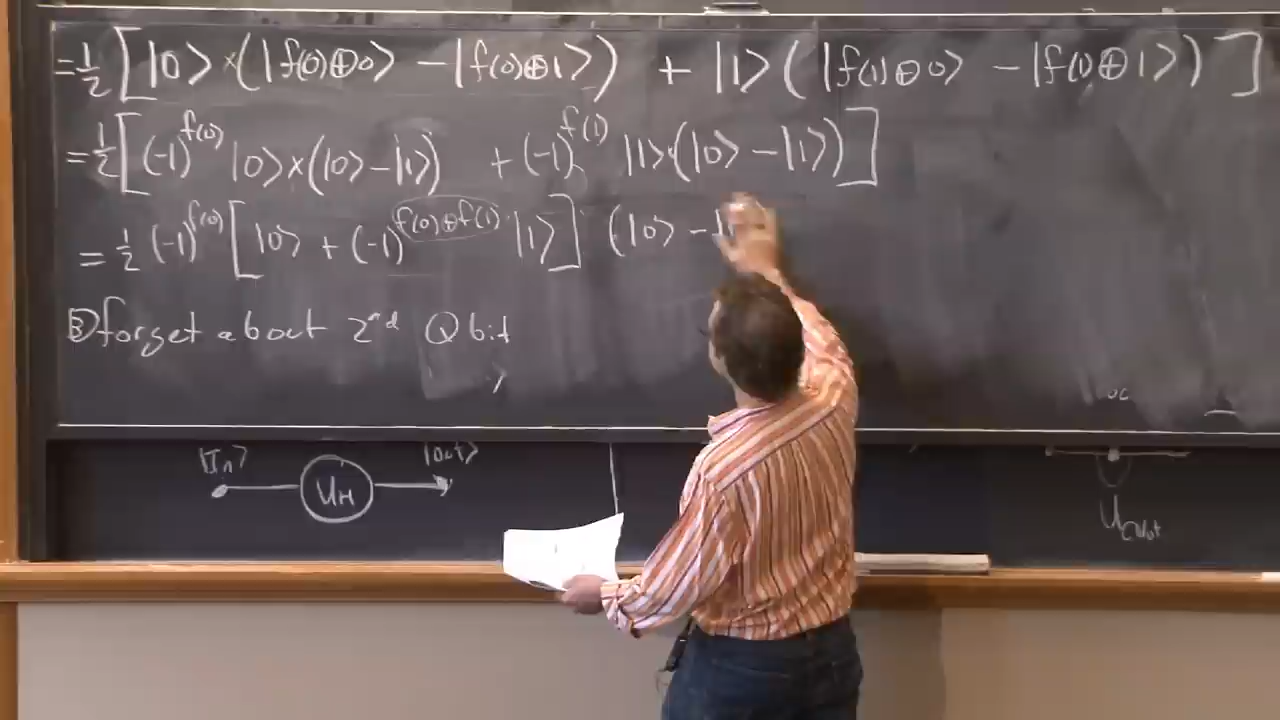 =½[|0>×(|f(0)⊕0> −|f(0)⊕1>) + |1>(|f(1)⊕0> −|f(1)⊕1>)]
=½[(-1)^f(0) |0>×(|0>−|1>) +(-1)^f(1) |1>(|0> −|1>)]
=½(-1)^f(0)[|0> + (-1)^f(0)⊕f(1) |1>] (|0> −|1
③forget about 2nd Qbit
|In> U_H |Out>
U_CNot